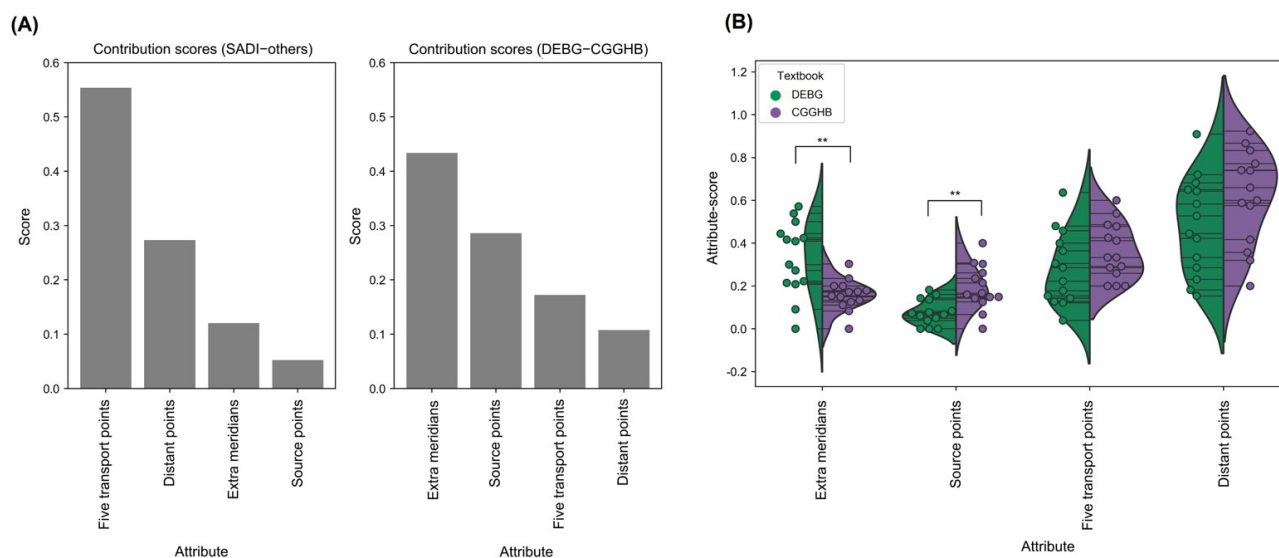 (A)
Contribution scores (SADI−others)
0.6
0.5
0.4
0.3
0.2
0.1
0.0
Score
Five transport points
Distant points
Extra meridians
Source points
Attribute
Contribution scores (DEBG−CGGHB)
0.6
0.5
0.4
0.3
0.2
0.1
0.0
Score
Extra meridians
Source points
Five transport points
Distant points
Attribute
(B)
1.2
1.0
0.8
0.6
0.4
0.2
0.0
-0.2
Attribute-score
Textbook
DEBG
CGGHB
**
**
Extra meridians
Source points
Five transport points
Distant points
Attribute